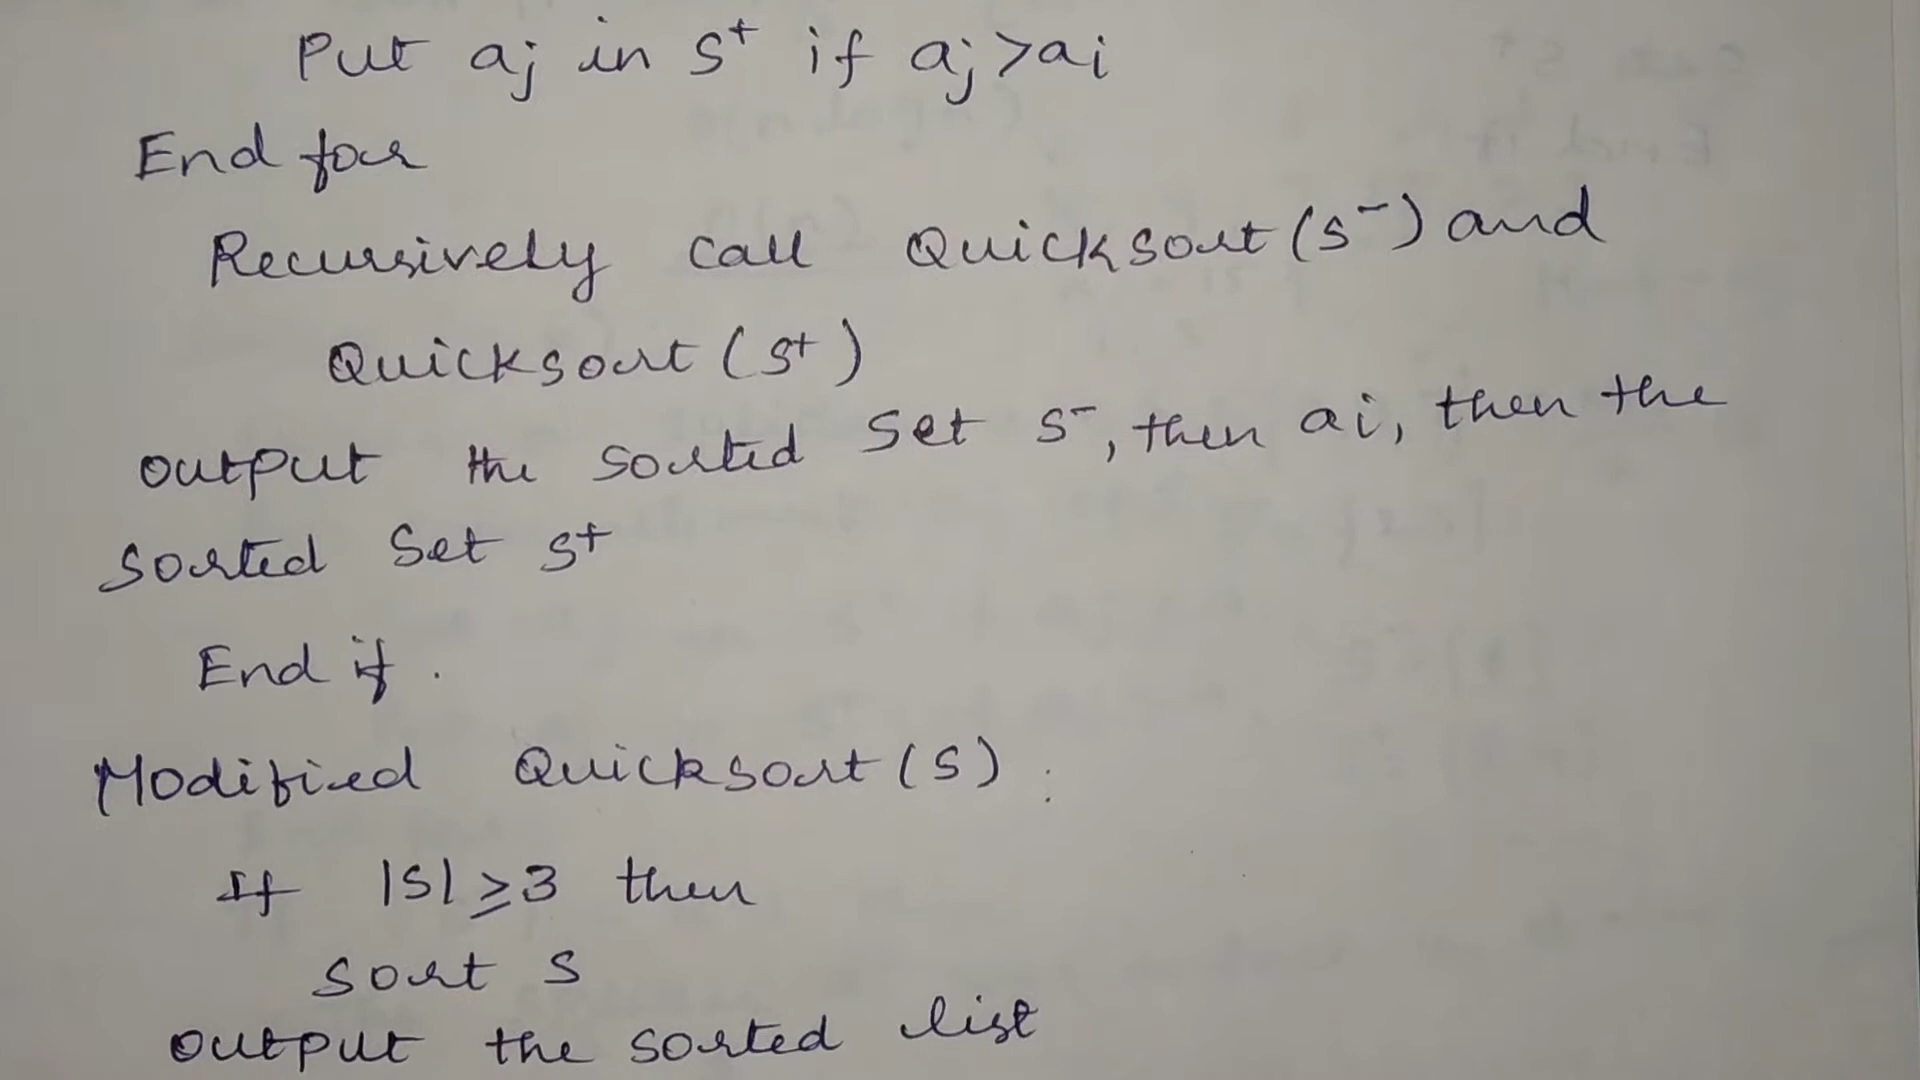 Put aj in S⁺ if aj > ai
End for
Recursively call Quicksort (S⁻) and
Quicksort (S⁺)
output the sorted set S⁻, then ai, then the
sorted set S⁺
End if.
Modified Quicksort (S) :
If |S| ≥ 3 then
Sort S
output the sorted list